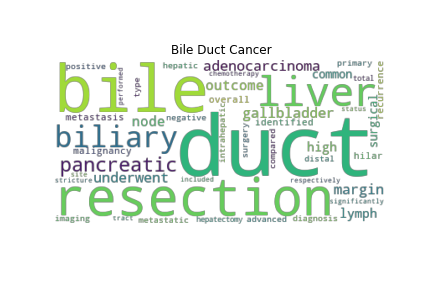 Bile Duct Cancer
positive
performed
type
hepatic
adenocarcinoma
chemotherapy
primary
common
total
recurrence
bile
outcome
overall
liver
metastasis
node
negative
intrahepatic
gallbladder
status
surgical
identified
biliary
malignancy
duct
surgery
compared
high
distal
hilar
pancreatic
site
stricture
underwent
included
respectively
resection
margin
significantly
imaging
tract
metastatic
hepatectomy
advanced
diagnosis
lymph